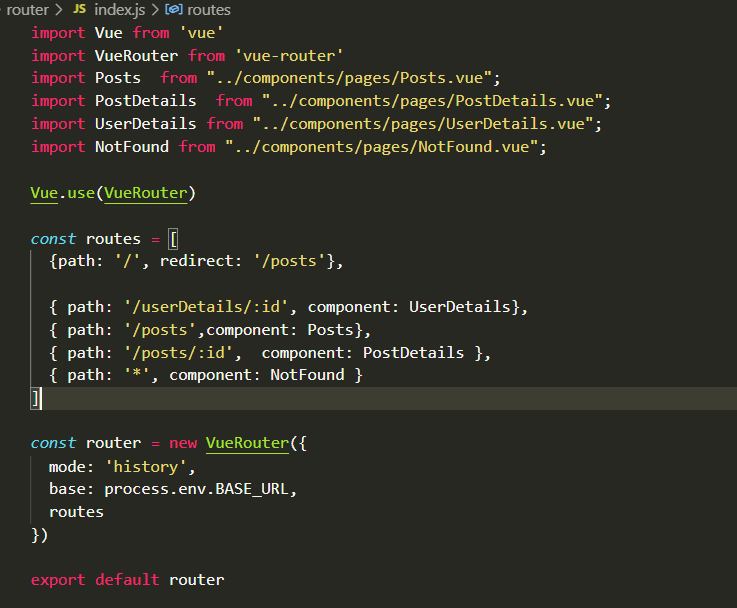 router > JS index.js > routes
import Vue from 'vue'
import VueRouter from 'vue-router'
import Posts  from "../components/pages/Posts.vue";
import PostDetails  from "../components/pages/PostDetails.vue";
import UserDetails from "../components/pages/UserDetails.vue";
import NotFound from "../components/pages/NotFound.vue";
Vue.use(VueRouter)
const routes = [
{path: '/', redirect: '/posts'},
{ path: '/userDetails/:id', component: UserDetails},
{ path: '/posts',component: Posts},
{ path: '/posts/:id',  component: PostDetails },
{ path: '*', component: NotFound }
]
const router = new VueRouter({
mode: 'history',
base: process.env.BASE_URL,
routes
})
export default router